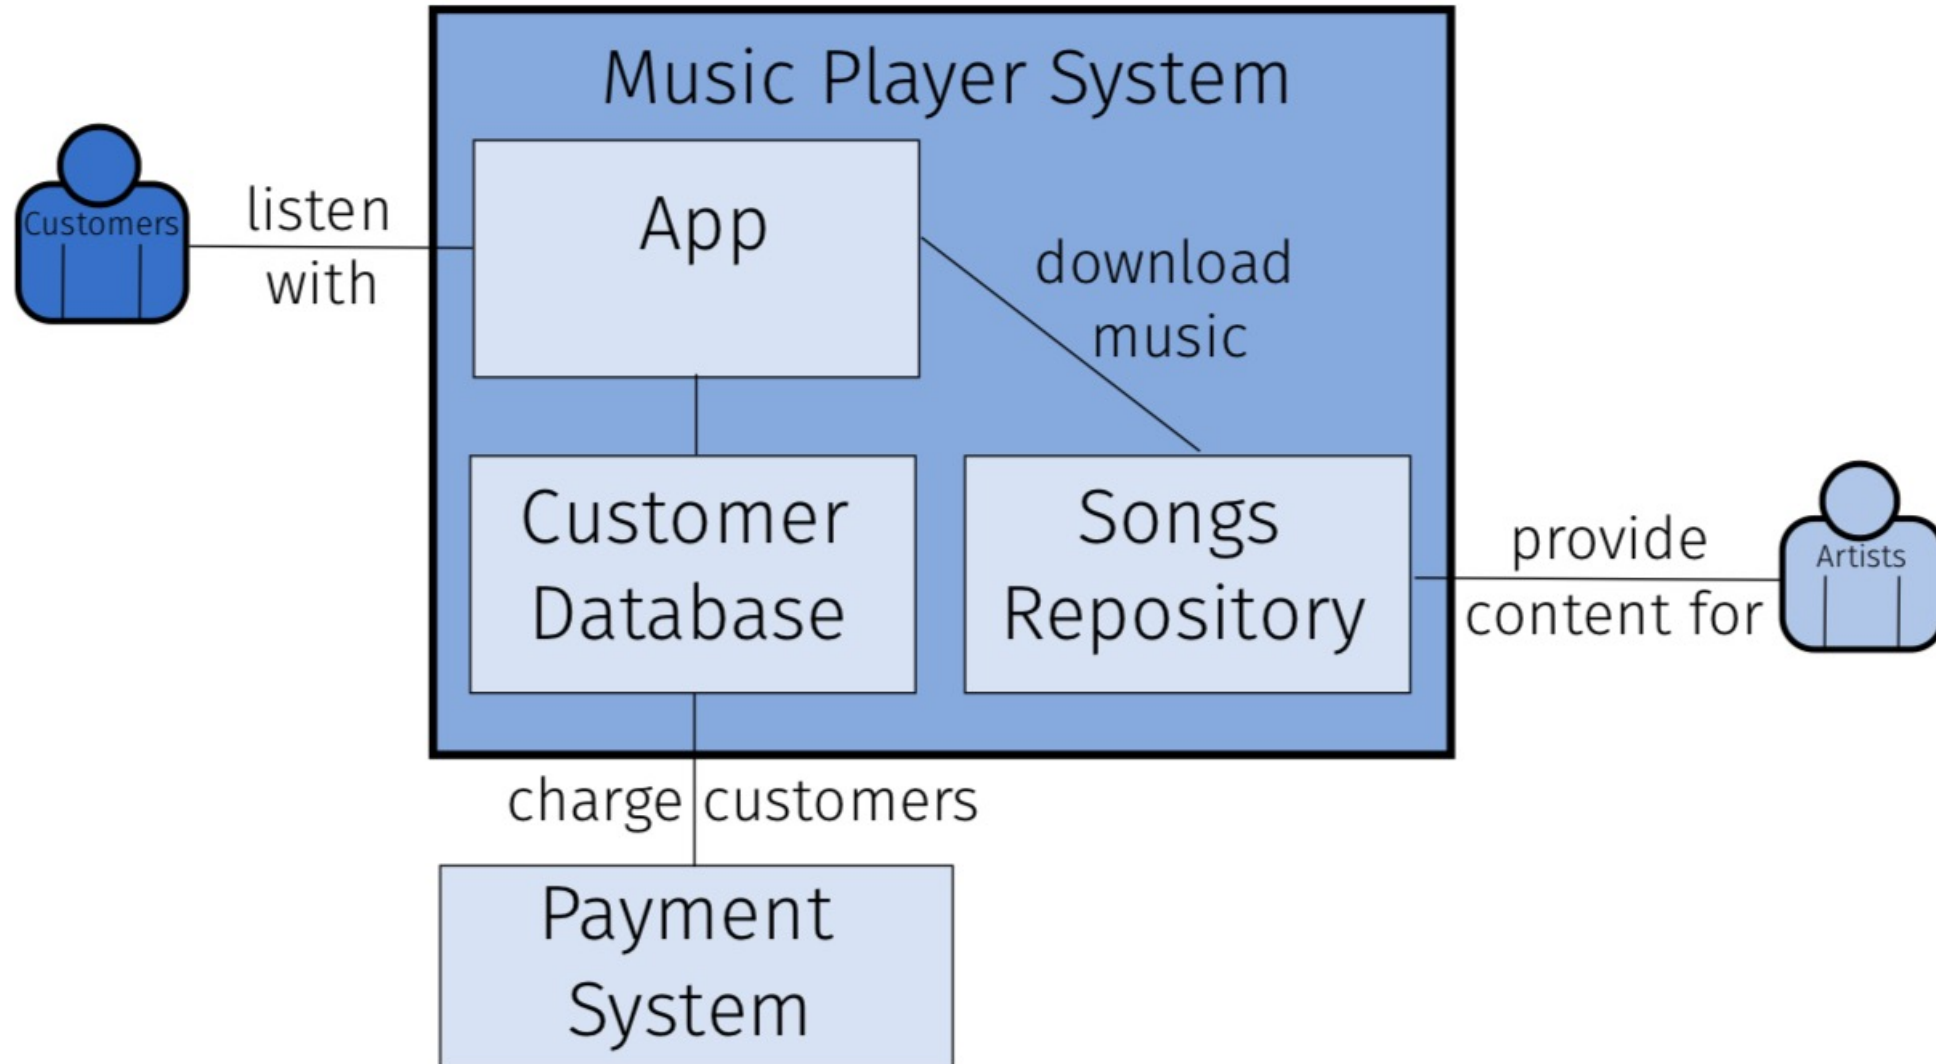 Music Player System
Customers
listen
with
App
download
music
Customer
Database
Songs
Repository
provide
content for
Artists
charge customers
Payment
System